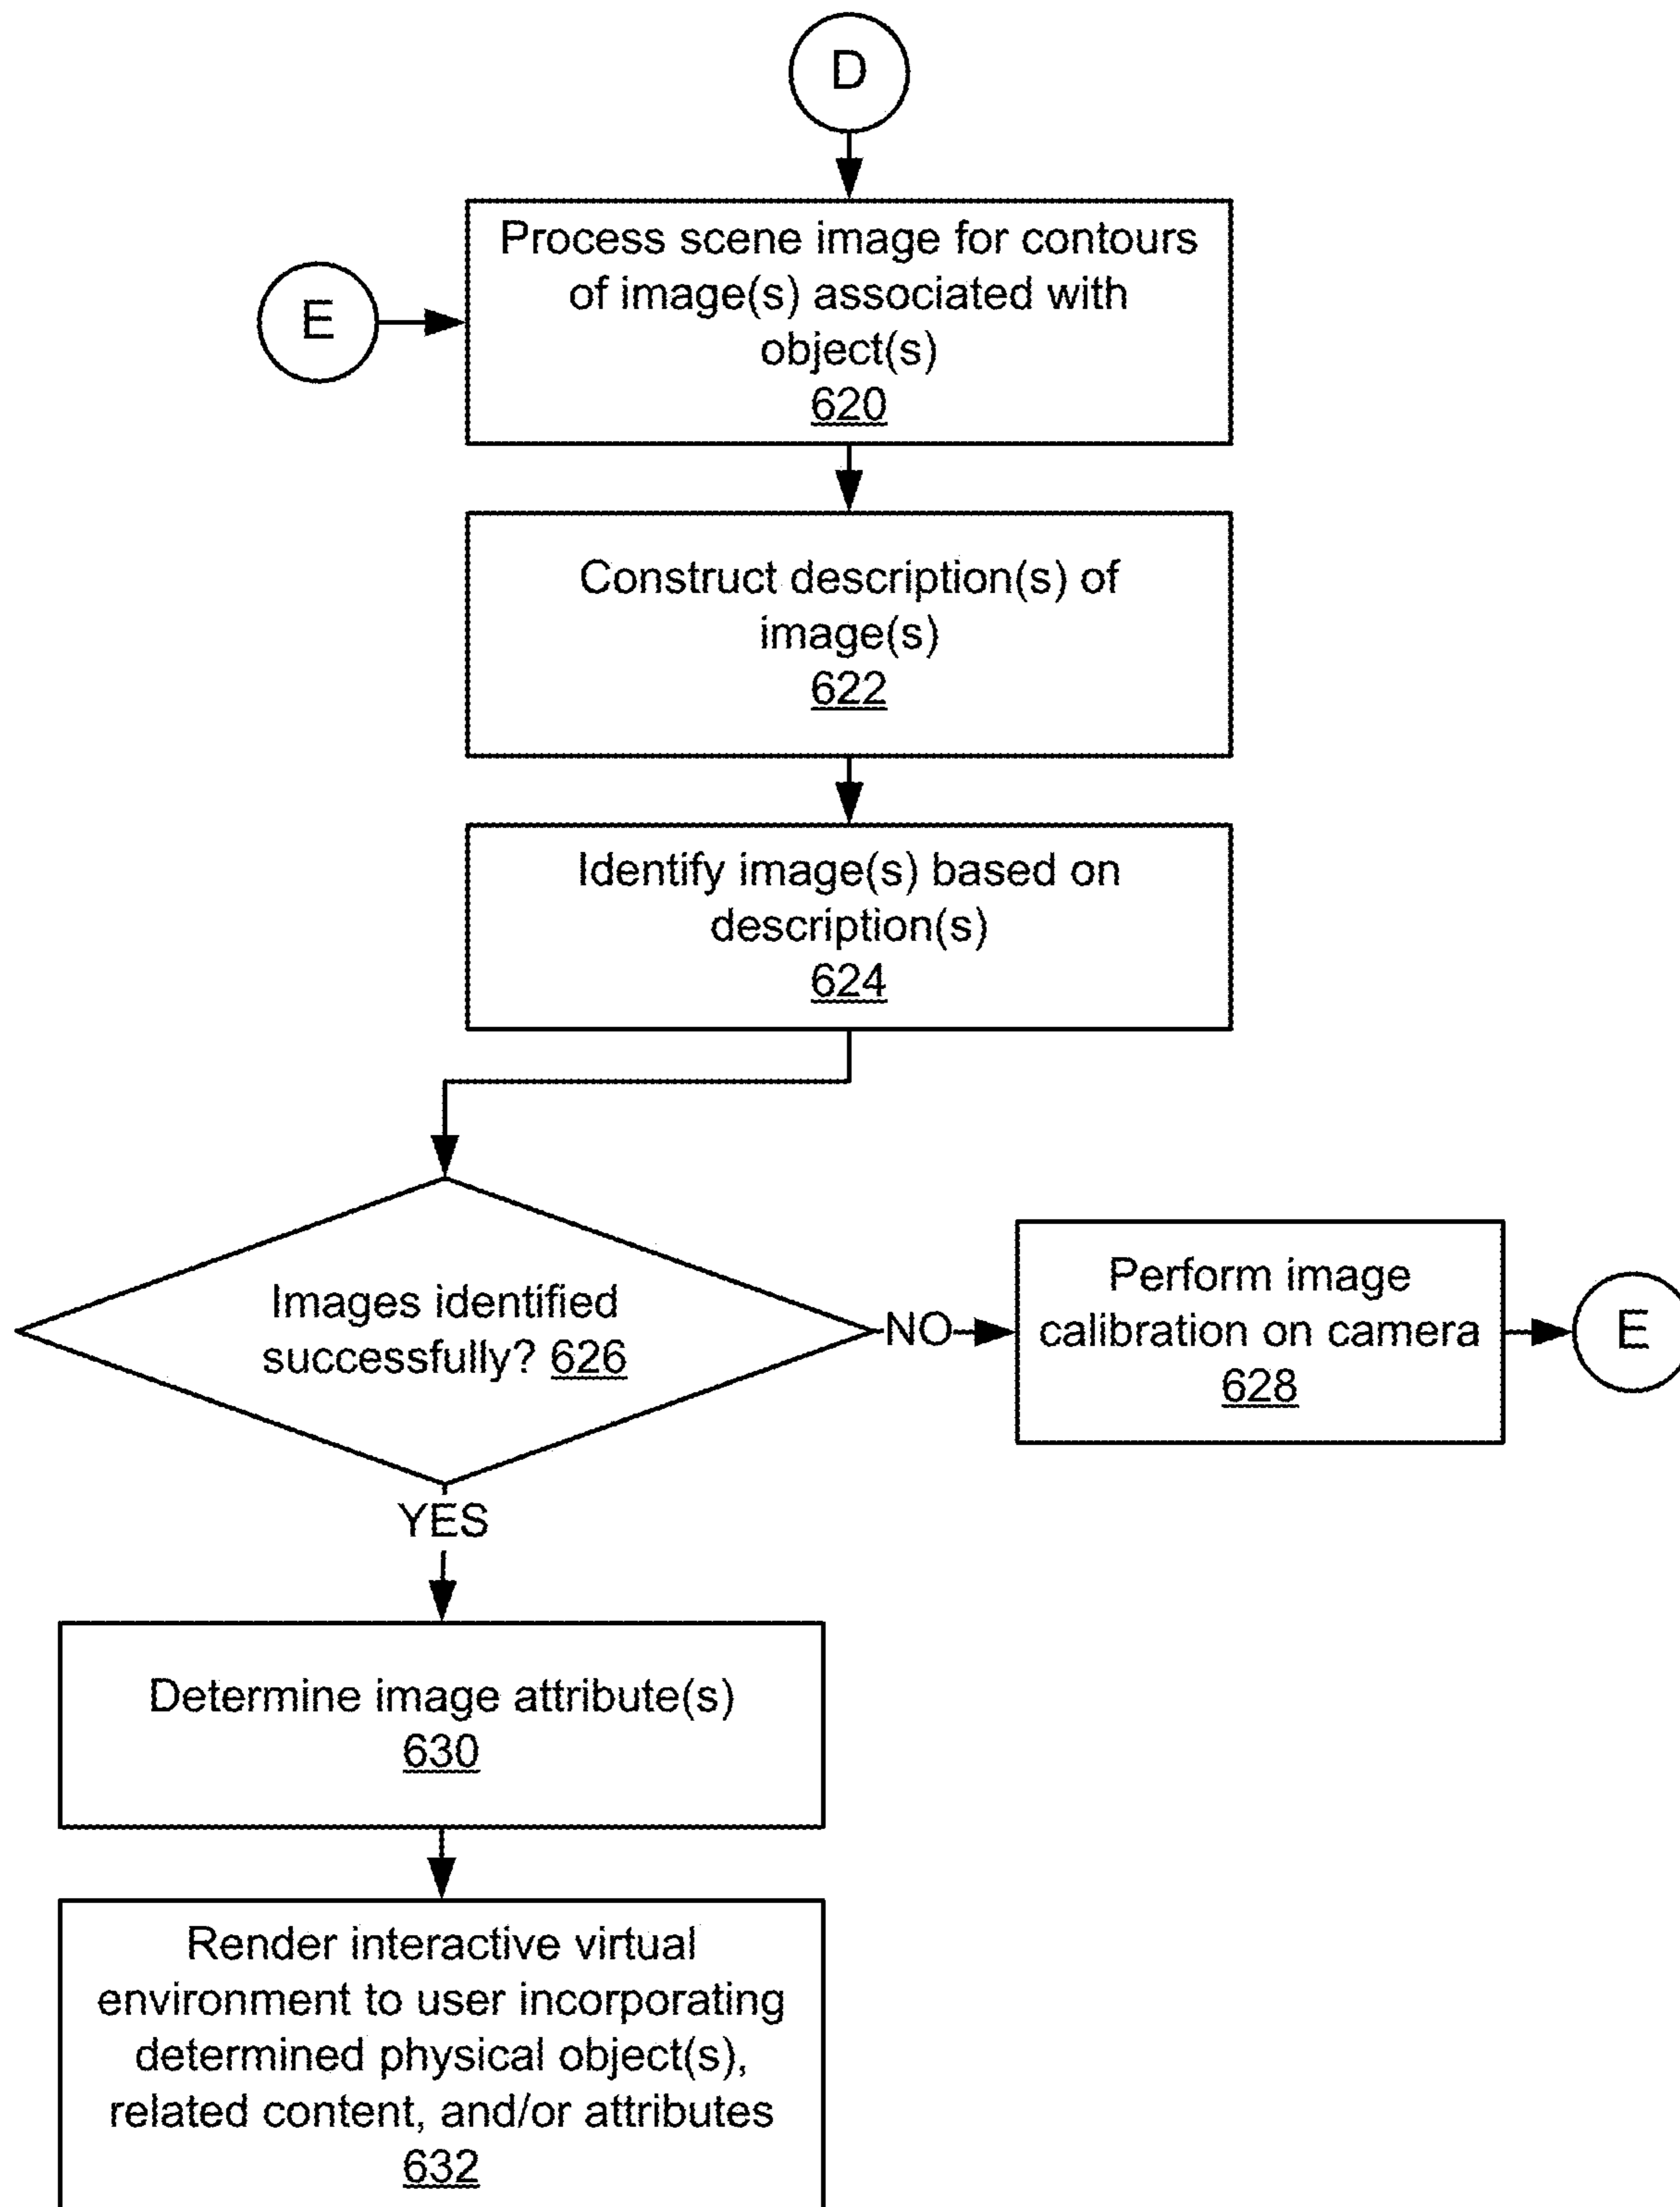 D
Process scene image for contours
of image(s) associated with
object(s)
620
E
Construct description(s) of
image(s)
622
Identify image(s) based on
description(s)
624
Images identified
successfully? 626
NO
Perform image
calibration on camera
628
E
YES
Determine image attribute(s)
630
Render interactive virtual
environment to user incorporating
determined physical object(s),
related content, and/or attributes
632